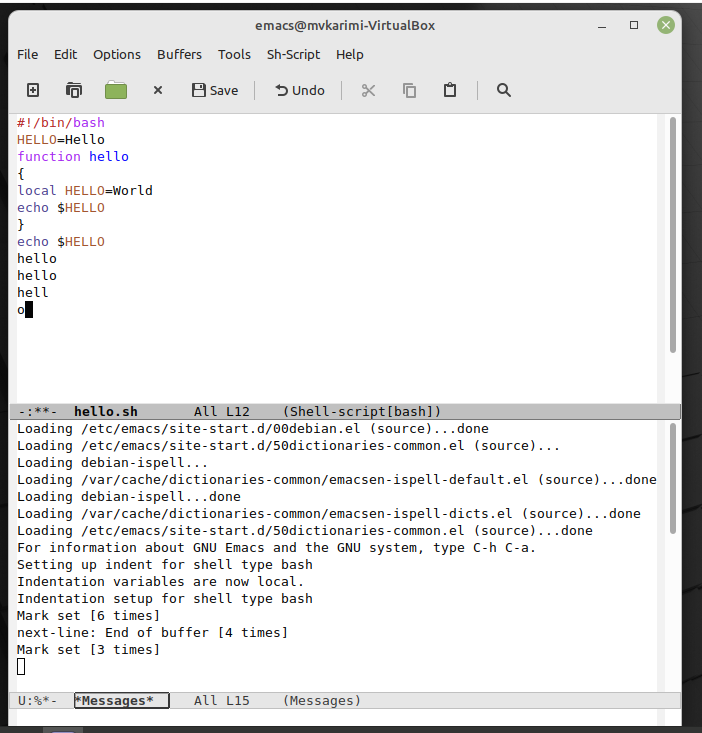 emacs@mvkarimi-VirtualBox
File Edit Options Buffers Tools Sh-Script Help
Save Undo
#!/bin/bash
HELLO=Hello
function hello
{
local HELLO=World
echo $HELLO
}
echo $HELLO
hello
hello
hell
o
-:**-  hello.sh       All L12    (Shell-script[bash])
Loading /etc/emacs/site-start.d/00debian.el (source)...done
Loading /etc/emacs/site-start.d/50dictionaries-common.el (source)...
Loading debian-ispell...
Loading /var/cache/dictionaries-common/emacsen-ispell-default.el (source)...done
Loading debian-ispell...done
Loading /var/cache/dictionaries-common/emacsen-ispell-dicts.el (source)...done
Loading /etc/emacs/site-start.d/50dictionaries-common.el (source)...done
For information about GNU Emacs and the GNU system, type C-h C-a.
Setting up indent for shell type bash
Indentation variables are now local.
Indentation setup for shell type bash
Mark set [6 times]
next-line: End of buffer [4 times]
Mark set [3 times]
U:%*-  *Messages*     All L15    (Messages)